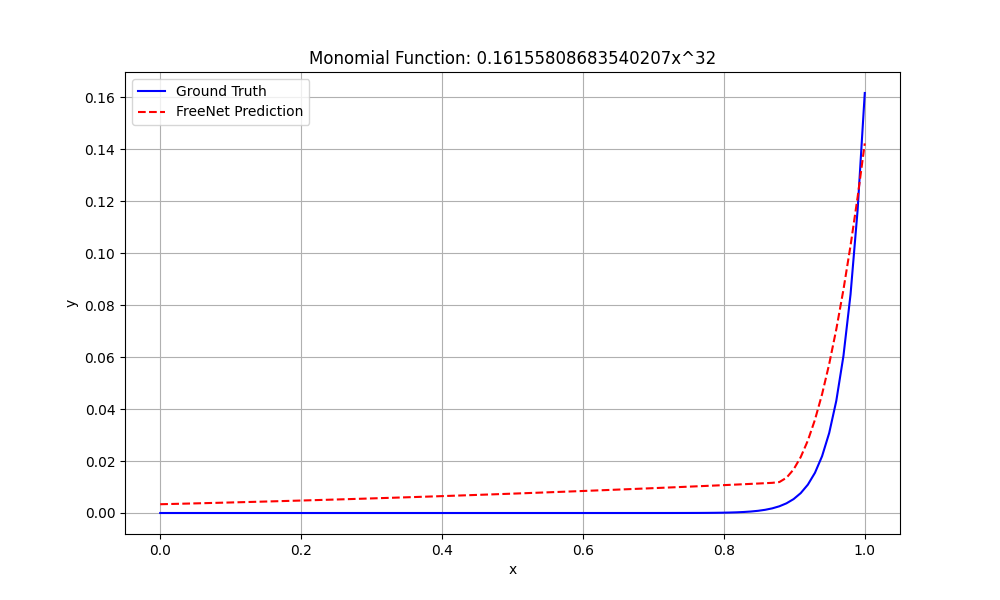 Monomial Function: 0.16155808683540207x^32
Ground Truth
FreeNet Prediction
0.16
0.14
0.12
0.10
0.08
0.06
0.04
0.02
0.00
y
0.0 0.2 0.4 0.6 0.8 1.0
x